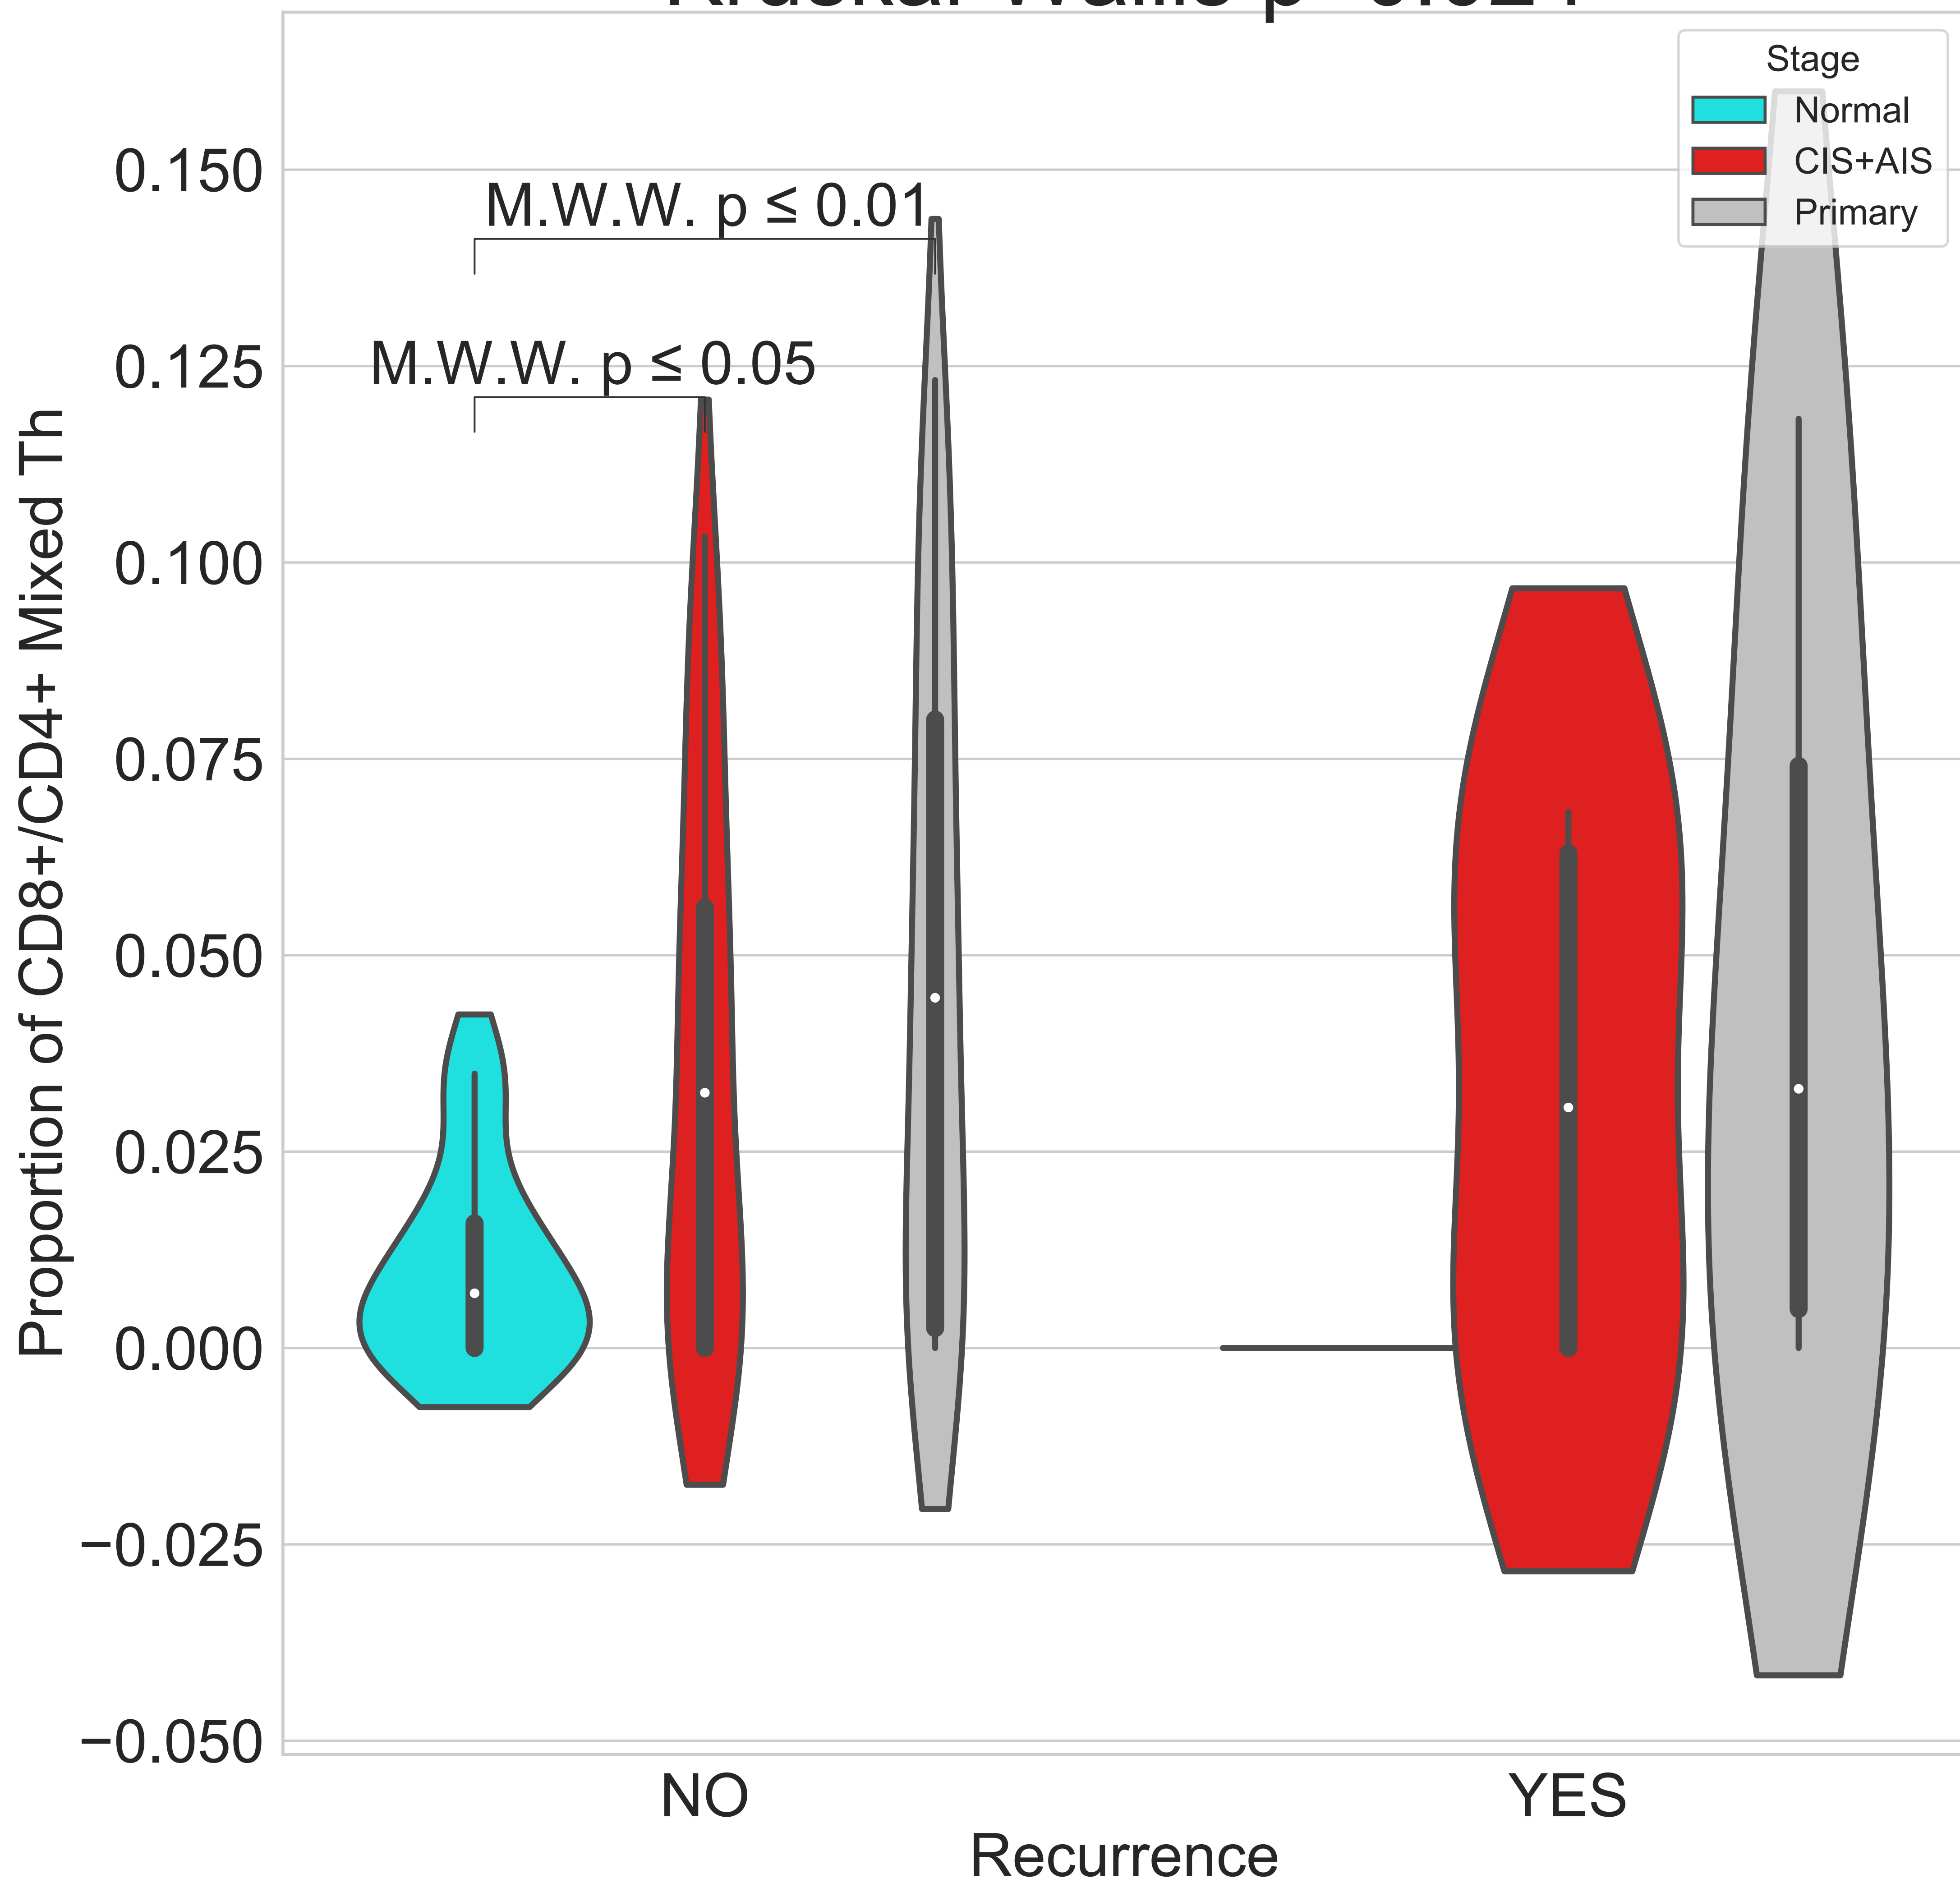 Stage
Normal
CIS+AIS
Primary
M.W.W. p ≤ 0.01
M.W.W. p ≤ 0.05
Proportion of CD8+/CD4+ Mixed Th
0.150
0.125
0.100
0.075
0.050
0.025
0.000
−0.025
−0.050
NO
YES
Recurrence